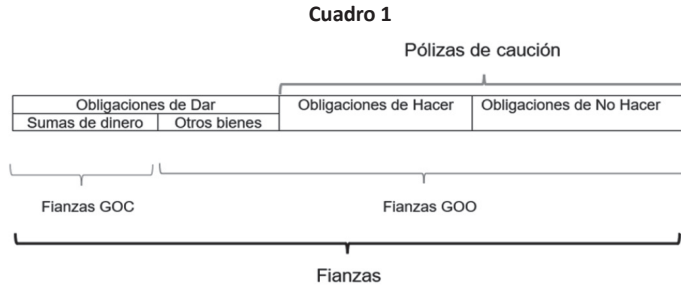 Cuadro 1
Pólizas de caución
Obligaciones de Dar
Obligaciones de Hacer
Obligaciones de No Hacer
Sumas de dinero
Otros bienes
Fianzas GOC
Fianzas GOO
Fianzas